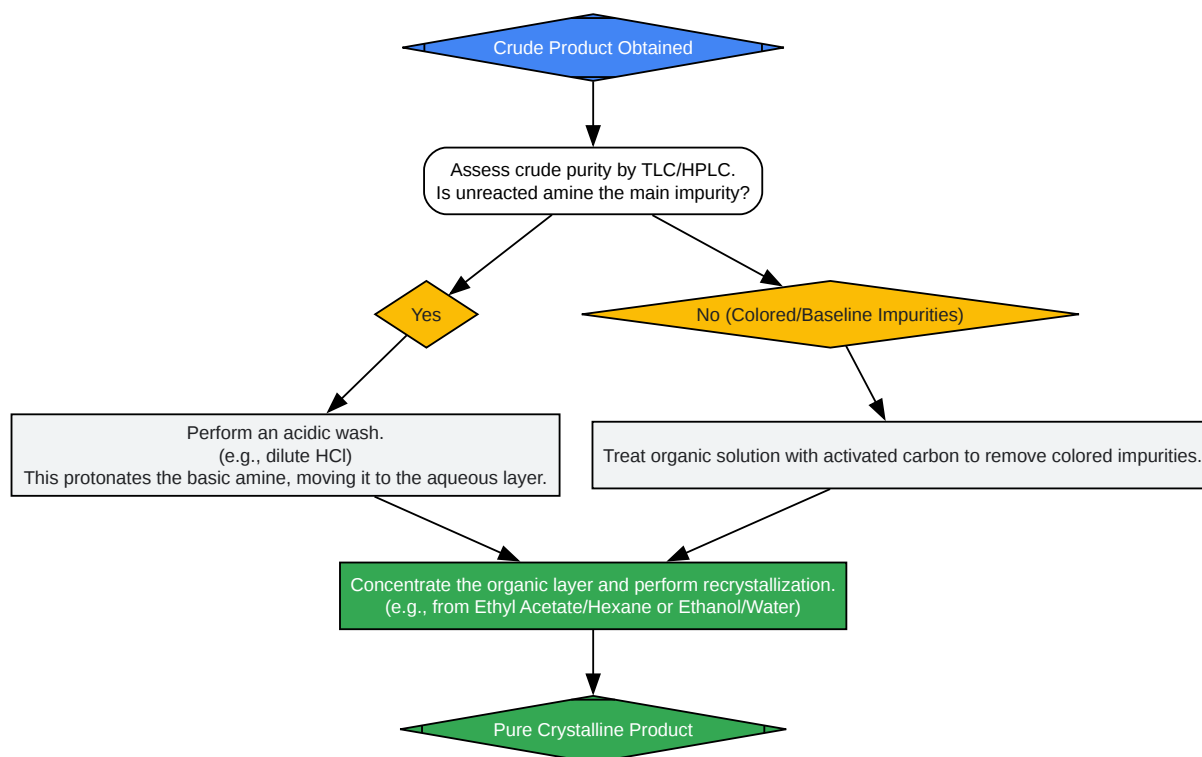 Crude Product Obtained
Assess crude purity by TLC/HPLC.
Is unreacted amine the main impurity?
Yes
No (Colored/Baseline Impurities)
Perform an acidic wash.
(e.g., dilute HCl)
This protonates the basic amine, moving it to the aqueous layer.
Treat organic solution with activated carbon to remove colored impurities.
Concentrate the organic layer and perform recrystallization.
(e.g., from Ethyl Acetate/Hexane or Ethanol/Water)
Pure Crystalline Product